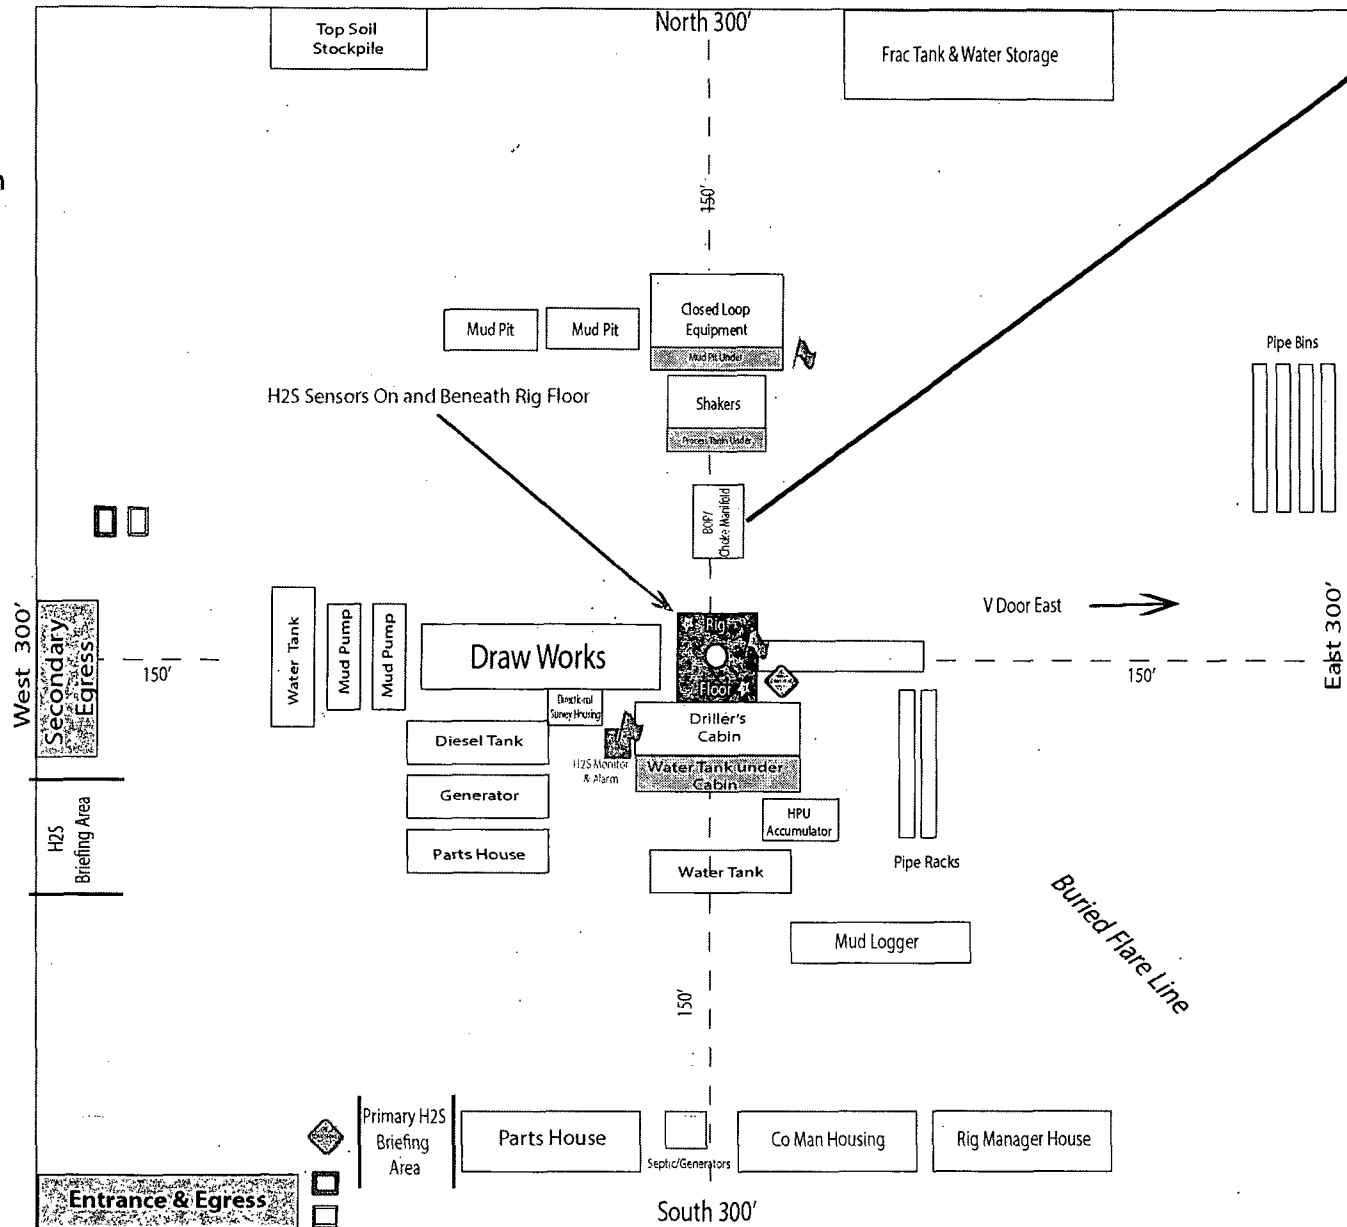 North 300'
Top Soil
Stockpile
Frac Tank & Water Storage
150'
Closed Loop
Equipment
Mud Pit Under
Mud Pit
Mud Pit
Pipe Bins
H2S Sensors On and Beneath Rig Floor
Shakers
Process Tanks Under
BOP/
Choke Manifold
West 300'
Secondary
Egress
150'
Water Tank
Mud Pump
Mud Pump
Draw Works
Rig
Floor
V Door East
150'
East 300'
Directional
Survey Housing
Driller's
Cabin
Water Tank under
Cabin
Diesel Tank
H2S Monitor
& Alarm
Generator
HPU
Accumulator
H2S
Briefing Area
Parts House
Water Tank
Pipe Racks
Mud Logger
Buried Flare Line
150'
Primary H2S
Briefing
Area
Parts House
Septic/Generators
Co Man Housing
Rig Manager House
Entrance & Egress
South 300'